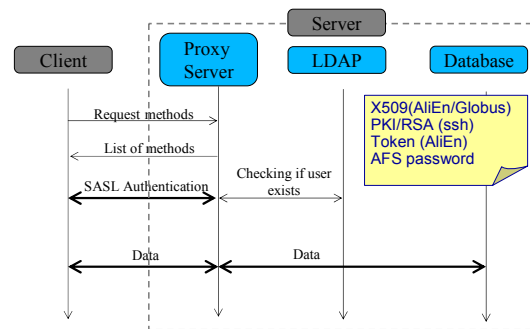 Server
Client
Proxy
Server
LDAP
Database
X509(AliEn/Globus)
PKI/RSA (ssh)
Token (AliEn)
AFS password
Request methods
List of methods
SASL Authentication
Checking if user
exists
Data
Data